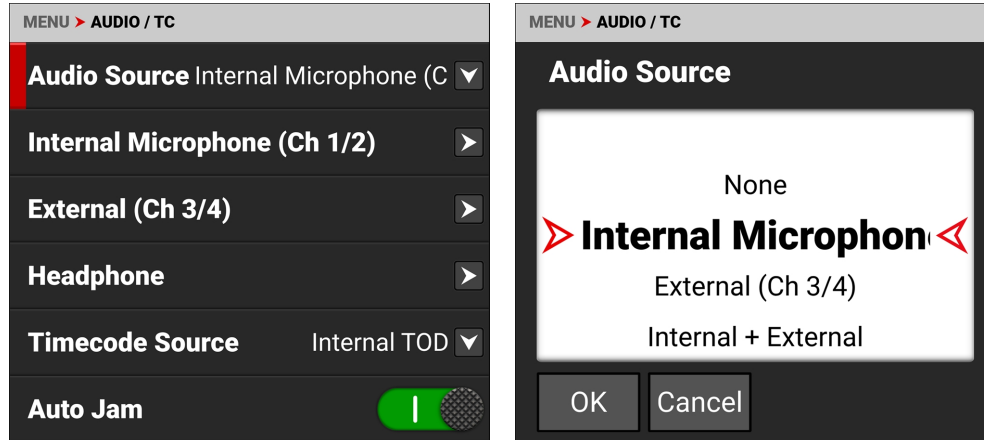 MENU ➤ AUDIO / TC
Audio Source Internal Microphone (C
Internal Microphone (Ch 1/2)
External (Ch 3/4)
Headphone
Timecode Source Internal TOD
Auto Jam
MENU ➤ AUDIO / TC
Audio Source
None
Internal Microphon
External (Ch 3/4)
Internal + External
OK Cancel